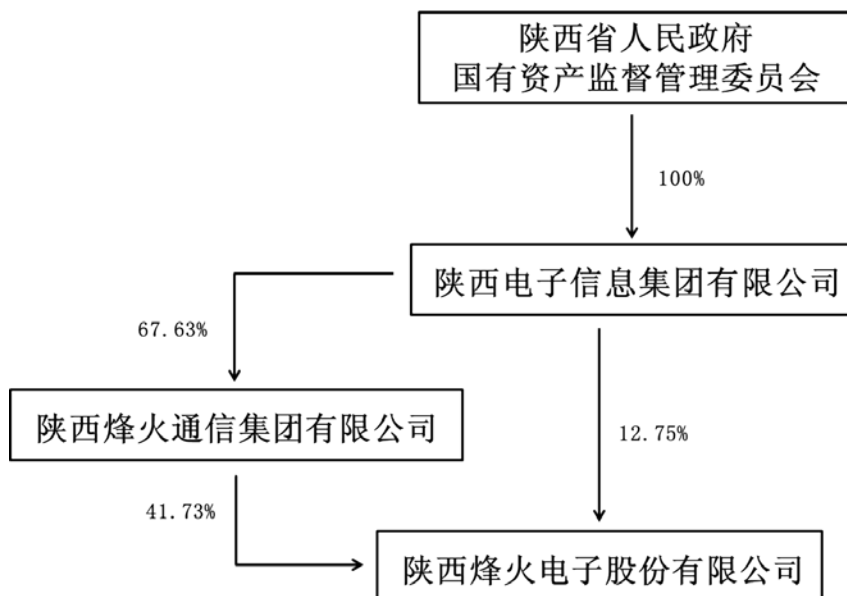 陕西省人民政府
国有资产监督管理委员会
100%
陕西电子信息集团有限公司
67.63%
陕西烽火通信集团有限公司
12.75%
41.73%
陕西烽火电子股份有限公司